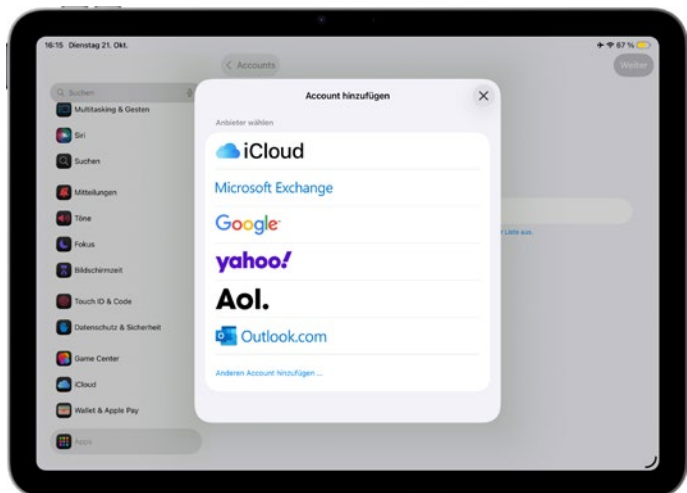 16:15 Dienstag 21. Okt.
67 %
Accounts
Weiter
Suchen
Multitasking & Gesten
Siri
Suchen
Mitteilungen
Töne
Fokus
Bildschirmzeit
Touch ID & Code
Datenschutz & Sicherheit
Game Center
iCloud
Wallet & Apple Pay
Apps
Account hinzufügen
Anbieter wählen
iCloud
Microsoft Exchange
Google
yahoo!
Aol.
Outlook.com
Anderen Account hinzufügen ...
Liste aus.